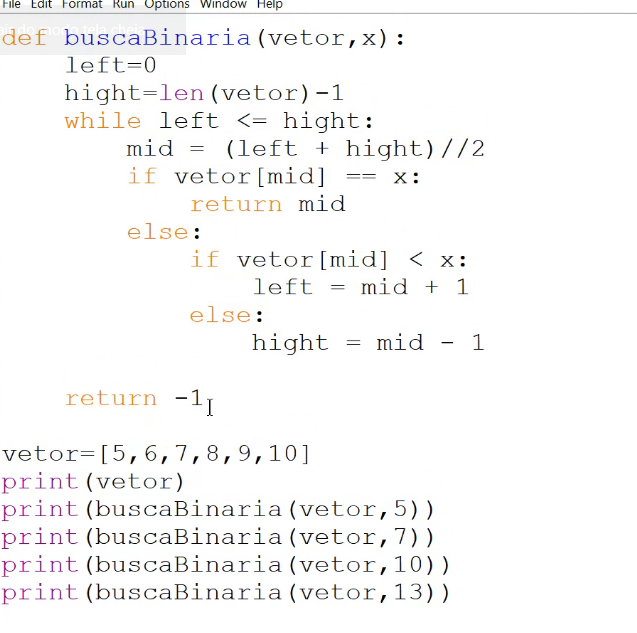 File Edit Format Run Options Window Help
def buscaBinaria(vetor,x):
    left=0
    hight=len(vetor)-1
    while left <= hight:
        mid = (left + hight)//2
        if vetor[mid] == x:
            return mid
        else:
            if vetor[mid] < x:
                left = mid + 1
            else:
                hight = mid - 1
    return -1
vetor=[5,6,7,8,9,10]
print(vetor)
print(buscaBinaria(vetor,5))
print(buscaBinaria(vetor,7))
print(buscaBinaria(vetor,10))
print(buscaBinaria(vetor,13))